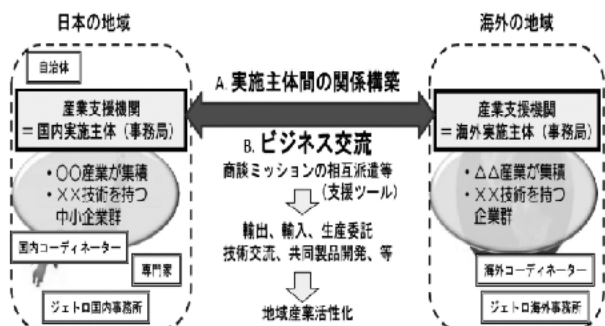 日本の地域
自治体
産業支援機関
＝国内実施主体（事務局）
・○○産業が集積
・××技術を持つ
中小企業群
国内コーディネーター
専門家
ジェトロ国内事務所
A. 実施主体間の関係構築
B. ビジネス交流
商談ミッションの相互派遣等
（支援ツール）
輸出、輸入、生産委託
技術交流、共同製品開発、等
地域産業活性化
海外の地域
産業支援機関
＝海外実施主体（事務局）
・△△産業が集積
・××技術を持つ
企業群
海外コーディネーター
ジェトロ海外事務所